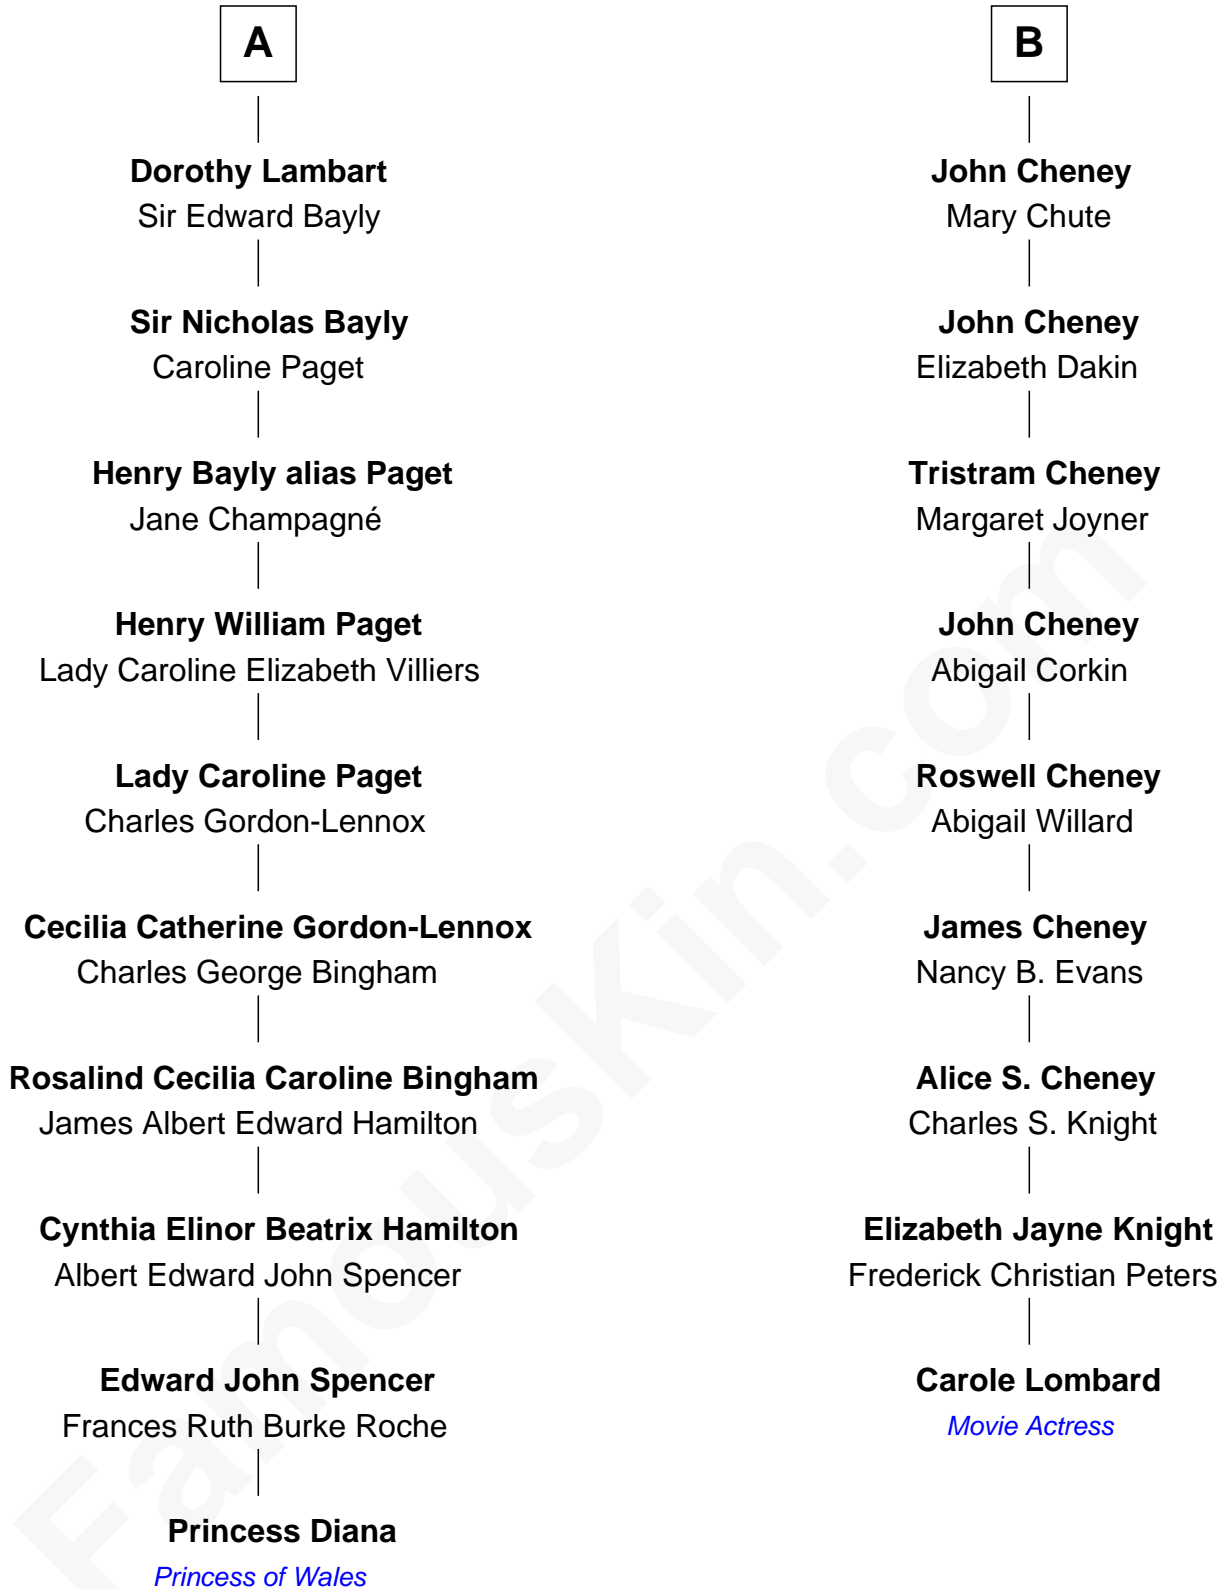 A
Dorothy Lambart
Sir Edward Bayly
Sir Nicholas Bayly
Caroline Paget
Henry Bayly alias Paget
Jane Champagné
Henry William Paget
Lady Caroline Elizabeth Villiers
Lady Caroline Paget
Charles Gordon-Lennox
Cecilia Catherine Gordon-Lennox
Charles George Bingham
Rosalind Cecilia Caroline Bingham
James Albert Edward Hamilton
Cynthia Elinor Beatrix Hamilton
Albert Edward John Spencer
Edward John Spencer
Frances Ruth Burke Roche
Princess Diana
Princess of Wales
B
John Cheney
Mary Chute
John Cheney
Elizabeth Dakin
Tristram Cheney
Margaret Joyner
John Cheney
Abigail Corkin
Roswell Cheney
Abigail Willard
James Cheney
Nancy B. Evans
Alice S. Cheney
Charles S. Knight
Elizabeth Jayne Knight
Frederick Christian Peters
Carole Lombard
Movie Actress
FamousKin.com